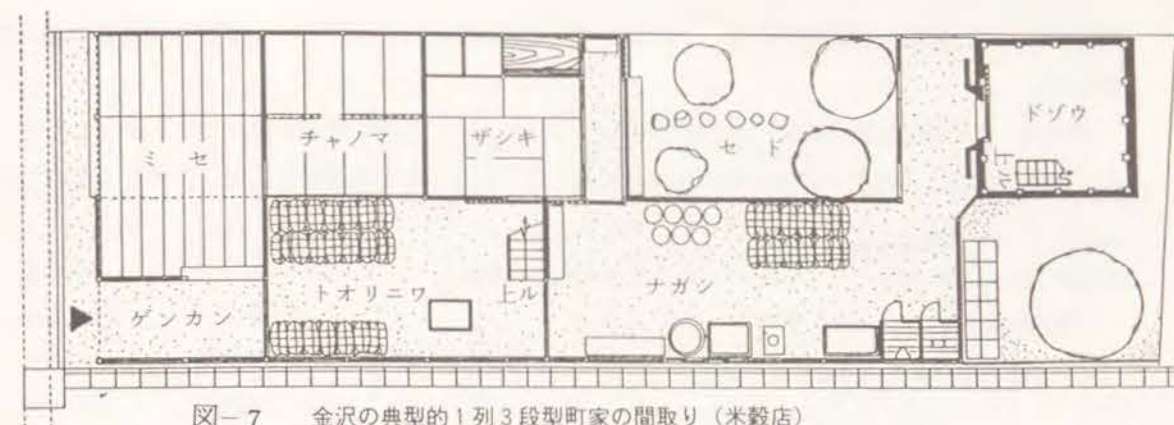 ミセ
チャノマ
ザシキ
セド
ドゾウ
上ル
ゲンカン
トオリニワ
上ル
ナガシ
図－7 金沢の典型的1列3段型町家の間取り（米穀店）